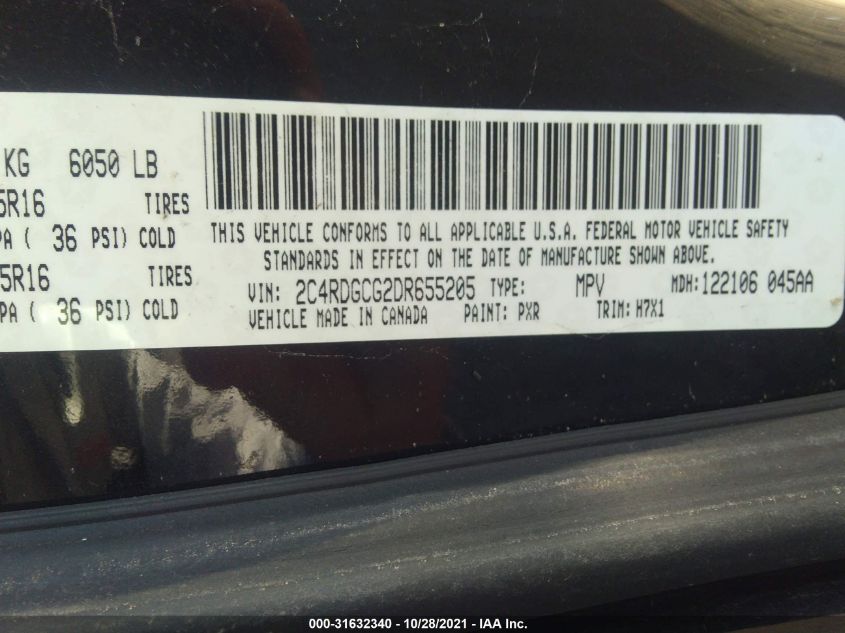 KG 6050 LB
5R16 TIRES
PA ( 36 PSI) COLD
5R16 TIRES
PA ( 36 PSI) COLD
THIS VEHICLE CONFORMS TO ALL APPLICABLE U.S.A. FEDERAL MOTOR VEHICLE SAFETY
STANDARDS IN EFFECT ON THE DATE OF MANUFACTURE SHOWN ABOVE.
VIN: 2C4RDGCG2DR655205 TYPE: MPV MDH:122106 045AA
VEHICLE MADE IN CANADA PAINT: PXR TRIM: H7X1
000-31632340 - 10/28/2021 - IAA Inc.